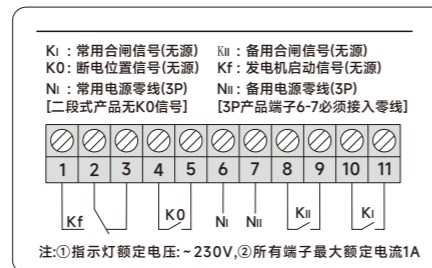 KⅠ：常用合闸信号(无源) KⅡ：备用合闸信号(无源)
K0：断电位置信号(无源) Kf：发电机启动信号(无源)
NⅠ：常用电源零线(3P) NⅡ：备用电源零线(3P)
[二段式产品无K0信号] [3P产品端子6-7必须接入零线]
1 2 3 4 5 6 7 8 9 10 11
Kf K0 NⅠ NⅡ KⅡ KⅠ
注:①指示灯额定电压:~230V,②所有端子最大额定电流1A